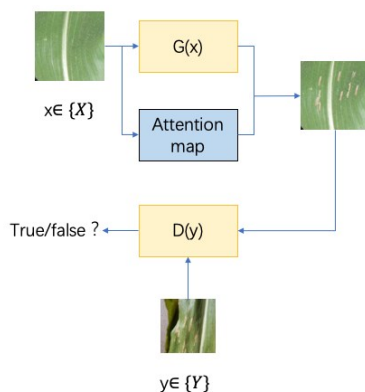 G(x)
x∈ {X}
Attention
map
True/false ?
D(y)
y∈ {Y}